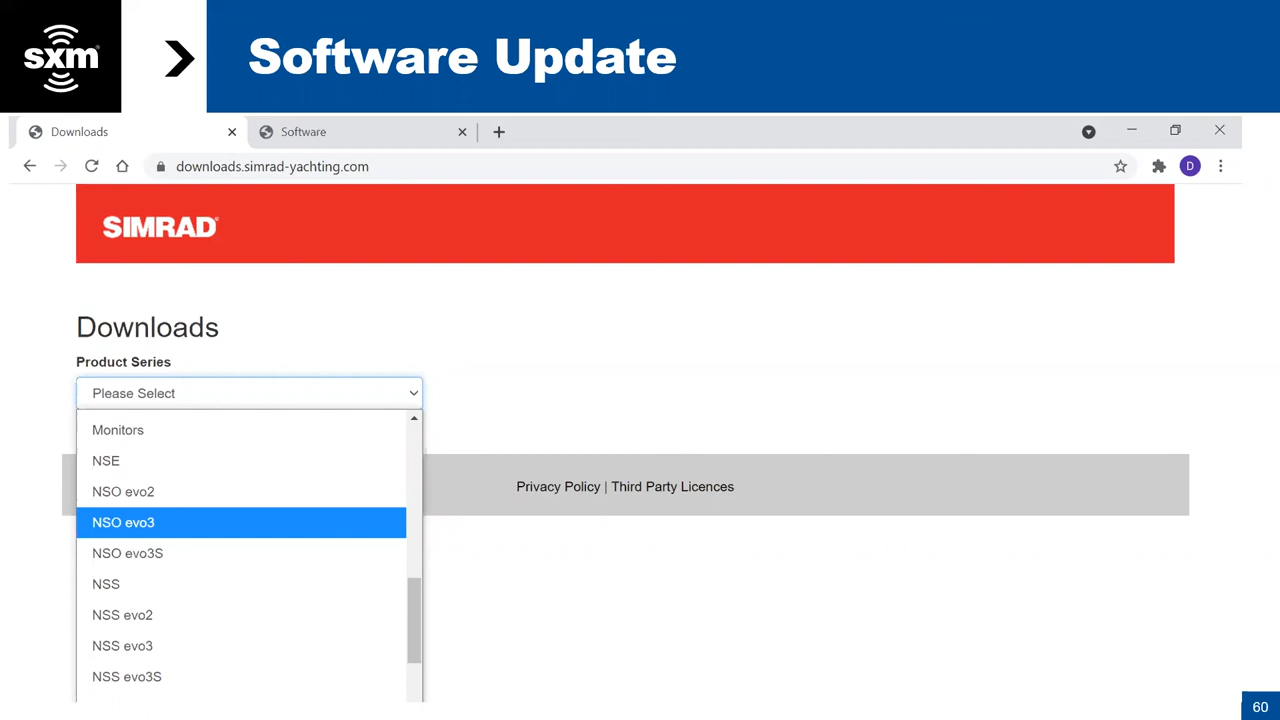 sxm
Software Update
Downloads
Software
downloads.simrad-yachting.com
D
SIMRAD
Downloads
Product Series
Please Select
Monitors
NSE
NSO evo2
NSO evo3
NSO evo3S
NSS
NSS evo2
NSS evo3
NSS evo3S
Privacy Policy | Third Party Licences
60